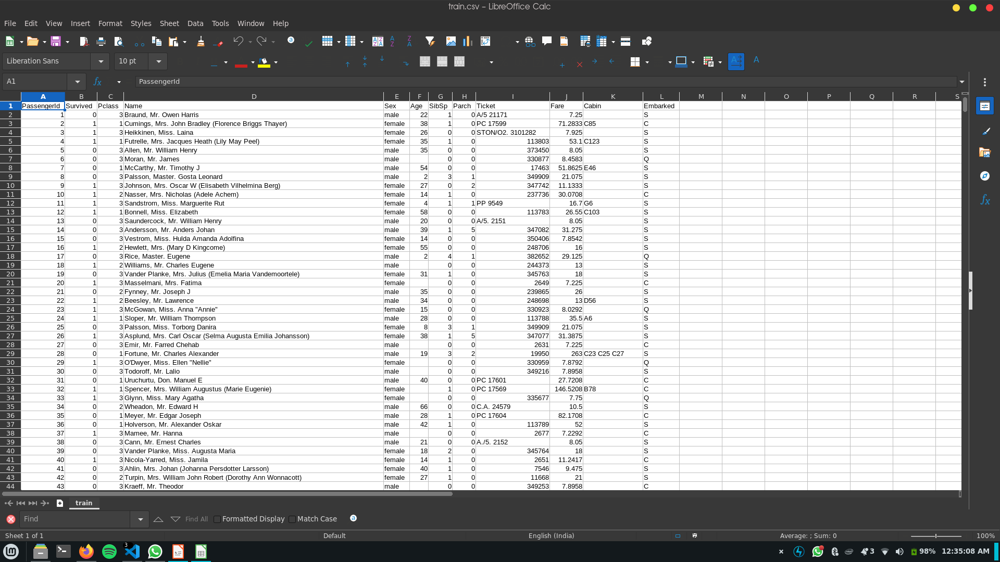 train.csv – LibreOffice Calc
File Edit View Insert Format Styles Sheet Data Tools Window Help
Liberation Sans 10 pt
A1 fx PassengerId
A B C D E F G H I J K L M N O P Q R S
1 PassengerId Survived Pclass Name Sex Age SibSp Parch Ticket Fare Cabin Embarked
2 1 0 3 Braund, Mr. Owen Harris male 22 1 0 A/5 21171 7.25 S
3 2 1 1 Cumings, Mrs. John Bradley (Florence Briggs Thayer) female 38 1 0 PC 17599 71.2833 C85 C
4 3 1 3 Heikkinen, Miss. Laina female 26 0 0 STON/O2. 3101282 7.925 S
5 4 1 1 Futrelle, Mrs. Jacques Heath (Lily May Peel) female 35 1 0 113803 53.1 C123 S
6 5 0 3 Allen, Mr. William Henry male 35 0 0 373450 8.05 S
7 6 0 3 Moran, Mr. James male 0 0 330877 8.4583 Q
8 7 0 1 McCarthy, Mr. Timothy J male 54 0 0 17463 51.8625 E46 S
9 8 0 3 Palsson, Master. Gosta Leonard male 2 3 1 349909 21.075 S
10 9 1 3 Johnson, Mrs. Oscar W (Elisabeth Vilhelmina Berg) female 27 0 2 347742 11.1333 S
11 10 1 2 Nasser, Mrs. Nicholas (Adele Achem) female 14 1 0 237736 30.0708 C
12 11 1 3 Sandstrom, Miss. Marguerite Rut female 4 1 1 PP 9549 16.7 G6 S
13 12 1 1 Bonnell, Miss. Elizabeth female 58 0 0 113783 26.55 C103 S
14 13 0 3 Saundercock, Mr. William Henry male 20 0 0 A/5. 2151 8.05 S
15 14 0 3 Andersson, Mr. Anders Johan male 39 1 5 347082 31.275 S
16 15 0 3 Vestrom, Miss. Hulda Amanda Adolfina female 14 0 0 350406 7.8542 S
17 16 1 2 Hewlett, Mrs. (Mary D Kingcome) female 55 0 0 248706 16 S
18 17 0 3 Rice, Master. Eugene male 2 4 1 382652 29.125 Q
19 18 1 2 Williams, Mr. Charles Eugene male 0 0 244373 13 S
20 19 0 3 Vander Planke, Mrs. Julius (Emelia Maria Vandemoortele) female 31 1 0 345763 18 S
21 20 1 3 Masselmani, Mrs. Fatima female 0 0 2649 7.225 C
22 21 0 2 Fynney, Mr. Joseph J male 35 0 0 239865 26 S
23 22 1 2 Beesley, Mr. Lawrence male 34 0 0 248698 13 D56 S
24 23 1 3 McGowan, Miss. Anna "Annie" female 15 0 0 330923 8.0292 Q
25 24 1 1 Sloper, Mr. William Thompson male 28 0 0 113788 35.5 A6 S
26 25 0 3 Palsson, Miss. Torborg Danira female 8 3 1 349909 21.075 S
27 26 1 3 Asplund, Mrs. Carl Oscar (Selma Augusta Emilia Johansson) female 38 1 5 347077 31.3875 S
28 27 0 3 Emir, Mr. Farred Chehab male 0 0 2631 7.225 C
29 28 0 1 Fortune, Mr. Charles Alexander male 19 3 2 19950 263 C23 C25 C27 S
30 29 1 3 O'Dwyer, Miss. Ellen "Nellie" female 0 0 330959 7.8792 Q
31 30 0 3 Todoroff, Mr. Lalio male 0 0 349216 7.8958 S
32 31 0 1 Uruchurtu, Don. Manuel E male 40 0 0 PC 17601 27.7208 C
33 32 1 1 Spencer, Mrs. William Augustus (Marie Eugenie) female 1 0 PC 17569 146.5208 B78 C
34 33 1 3 Glynn, Miss. Mary Agatha female 0 0 335677 7.75 Q
35 34 0 2 Wheadon, Mr. Edward H male 66 0 0 C.A. 24579 10.5 S
36 35 0 1 Meyer, Mr. Edgar Joseph male 28 1 0 PC 17604 82.1708 C
37 36 0 1 Holverson, Mr. Alexander Oskar male 42 1 0 113789 52 S
38 37 1 3 Mamee, Mr. Hanna male 0 0 2677 7.2292 C
39 38 0 3 Cann, Mr. Ernest Charles male 21 0 0 A./5. 2152 8.05 S
40 39 0 3 Vander Planke, Miss. Augusta Maria female 18 2 0 345764 18 S
41 40 1 3 Nicola-Yarred, Miss. Jamila female 14 1 0 2651 11.2417 C
42 41 0 3 Ahlin, Mrs. Johan (Johanna Persdotter Larsson) female 40 1 0 7546 9.475 S
43 42 0 2 Turpin, Mrs. William John Robert (Dorothy Ann Wonnacott) female 27 1 0 11668 21 S
44 43 0 3 Kraeff, Mr. Theodor male 0 0 349253 7.8958 C
train
Find Find All Formatted Display Match Case
Sheet 1 of 1 Default English (India) Average: ; Sum: 0 100%
3 3 98% 12:35:08 AM